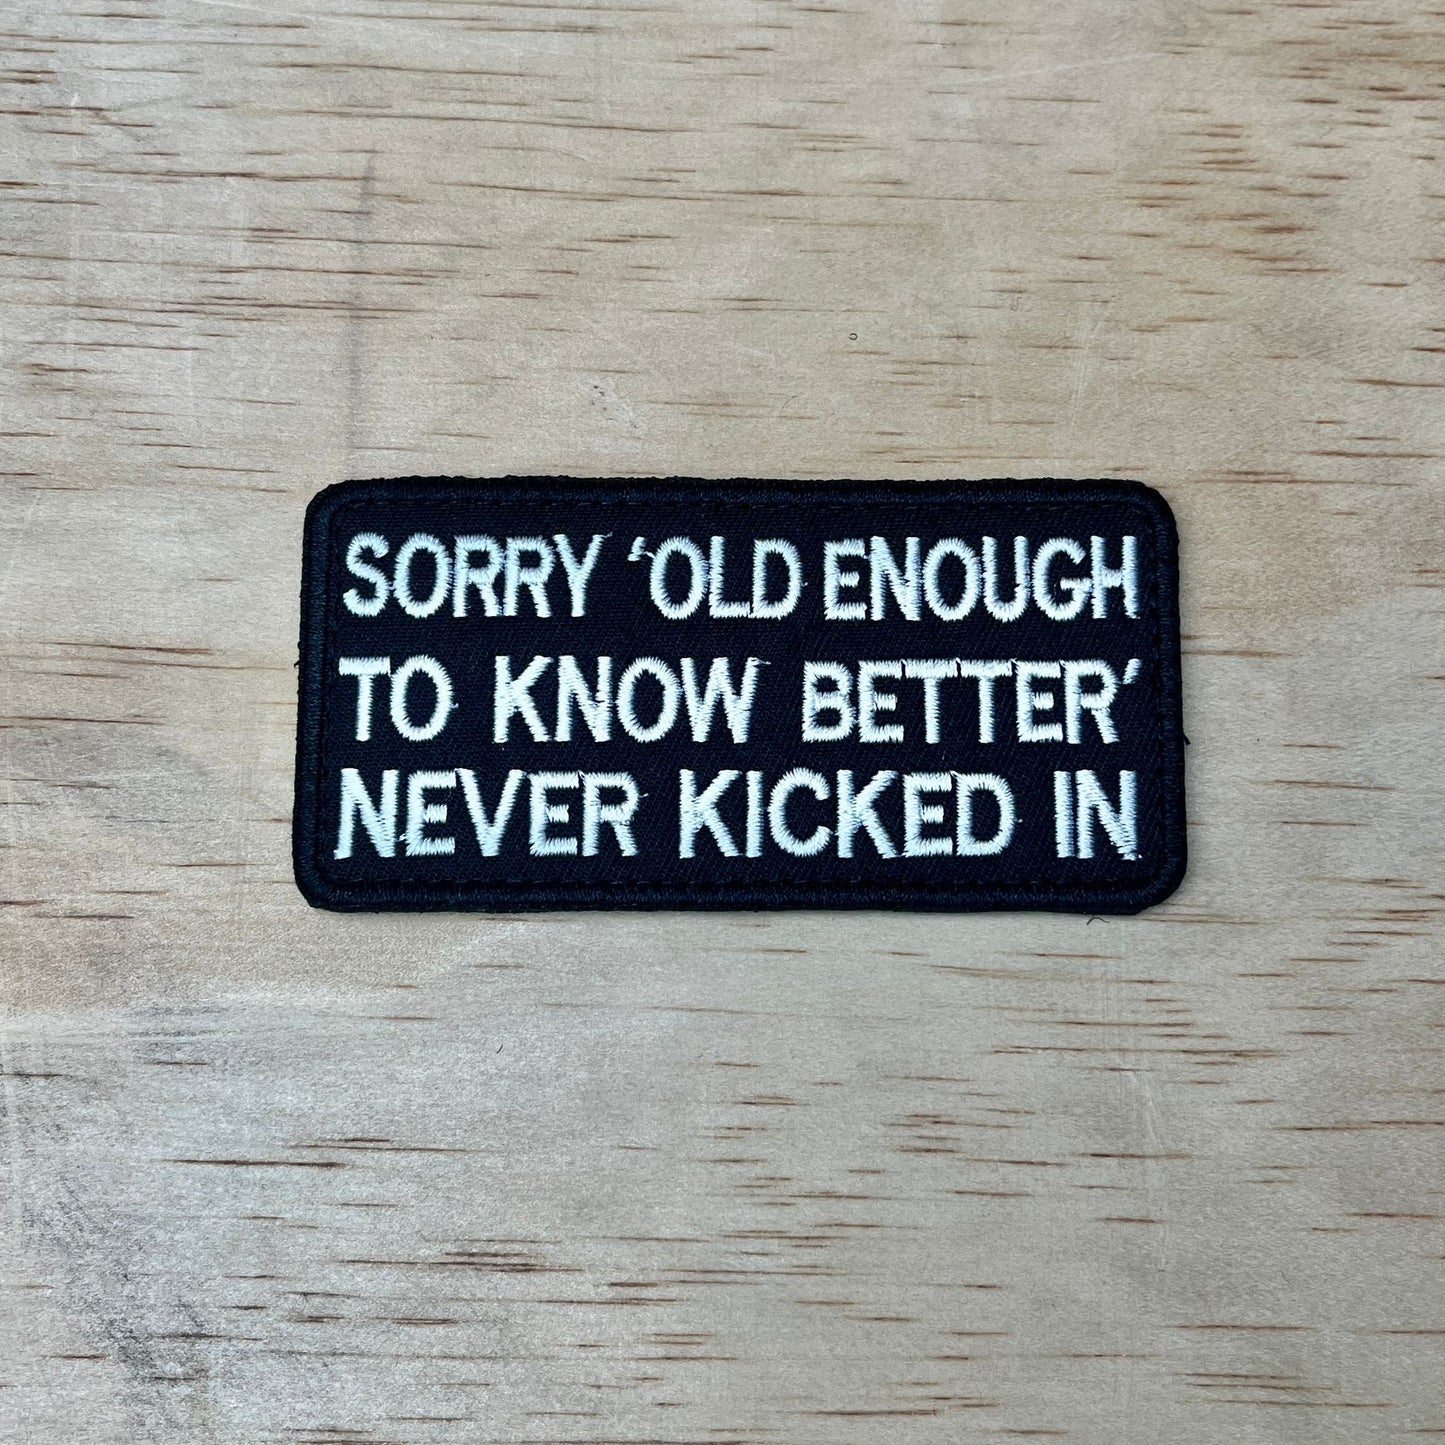 SORRY 'OLD ENOUGH
TO KNOW BETTER'
NEVER KICKED IN